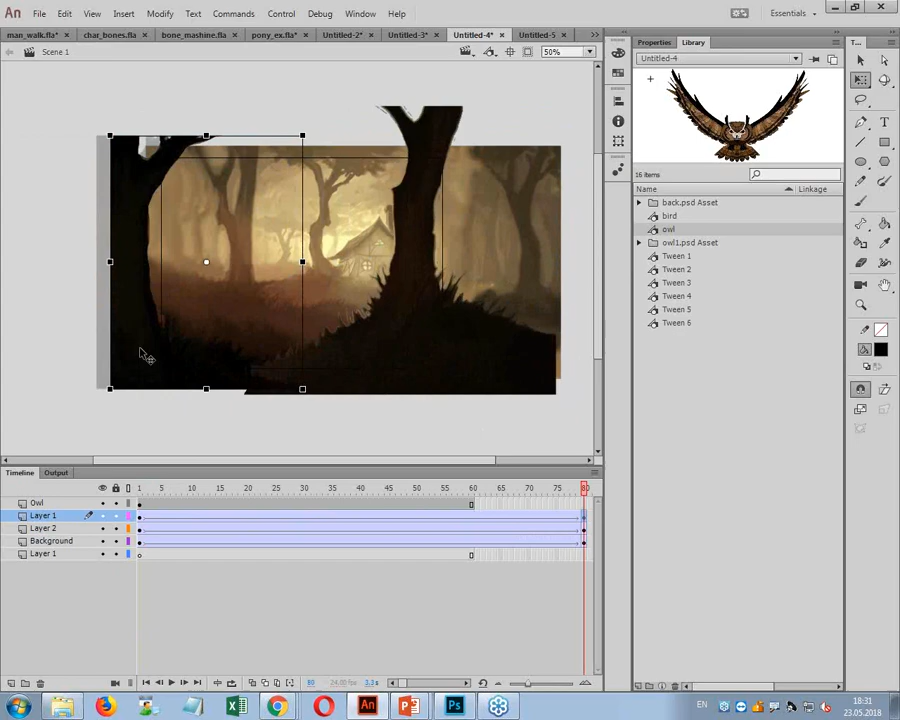 An File Edit View Insert Modify Text Commands Control Debug Window Help Essentials
man_walk.fla* × char_bones.fla × bone_mashine.fla × pony_ex.fla* × Untitled-2* × Untitled-3* × Untitled-4* × Untitled-5 ×
Scene 1 50%
Properties Library T...
Untitled-4
16 items
Name Linkage
back.psd Asset
bird
owl
owl1.psd Asset
Tween 1
Tween 2
Tween 3
Tween 4
Tween 5
Tween 6
Timeline Output
1 5 10 15 20 25 30 35 40 45 50 55 60 65 70 75 80
Owl
Layer 1
Layer 2
Background
Layer 1
80 24.00 fps 3.3 s
An Ps
EN 18:31
23.05.2018